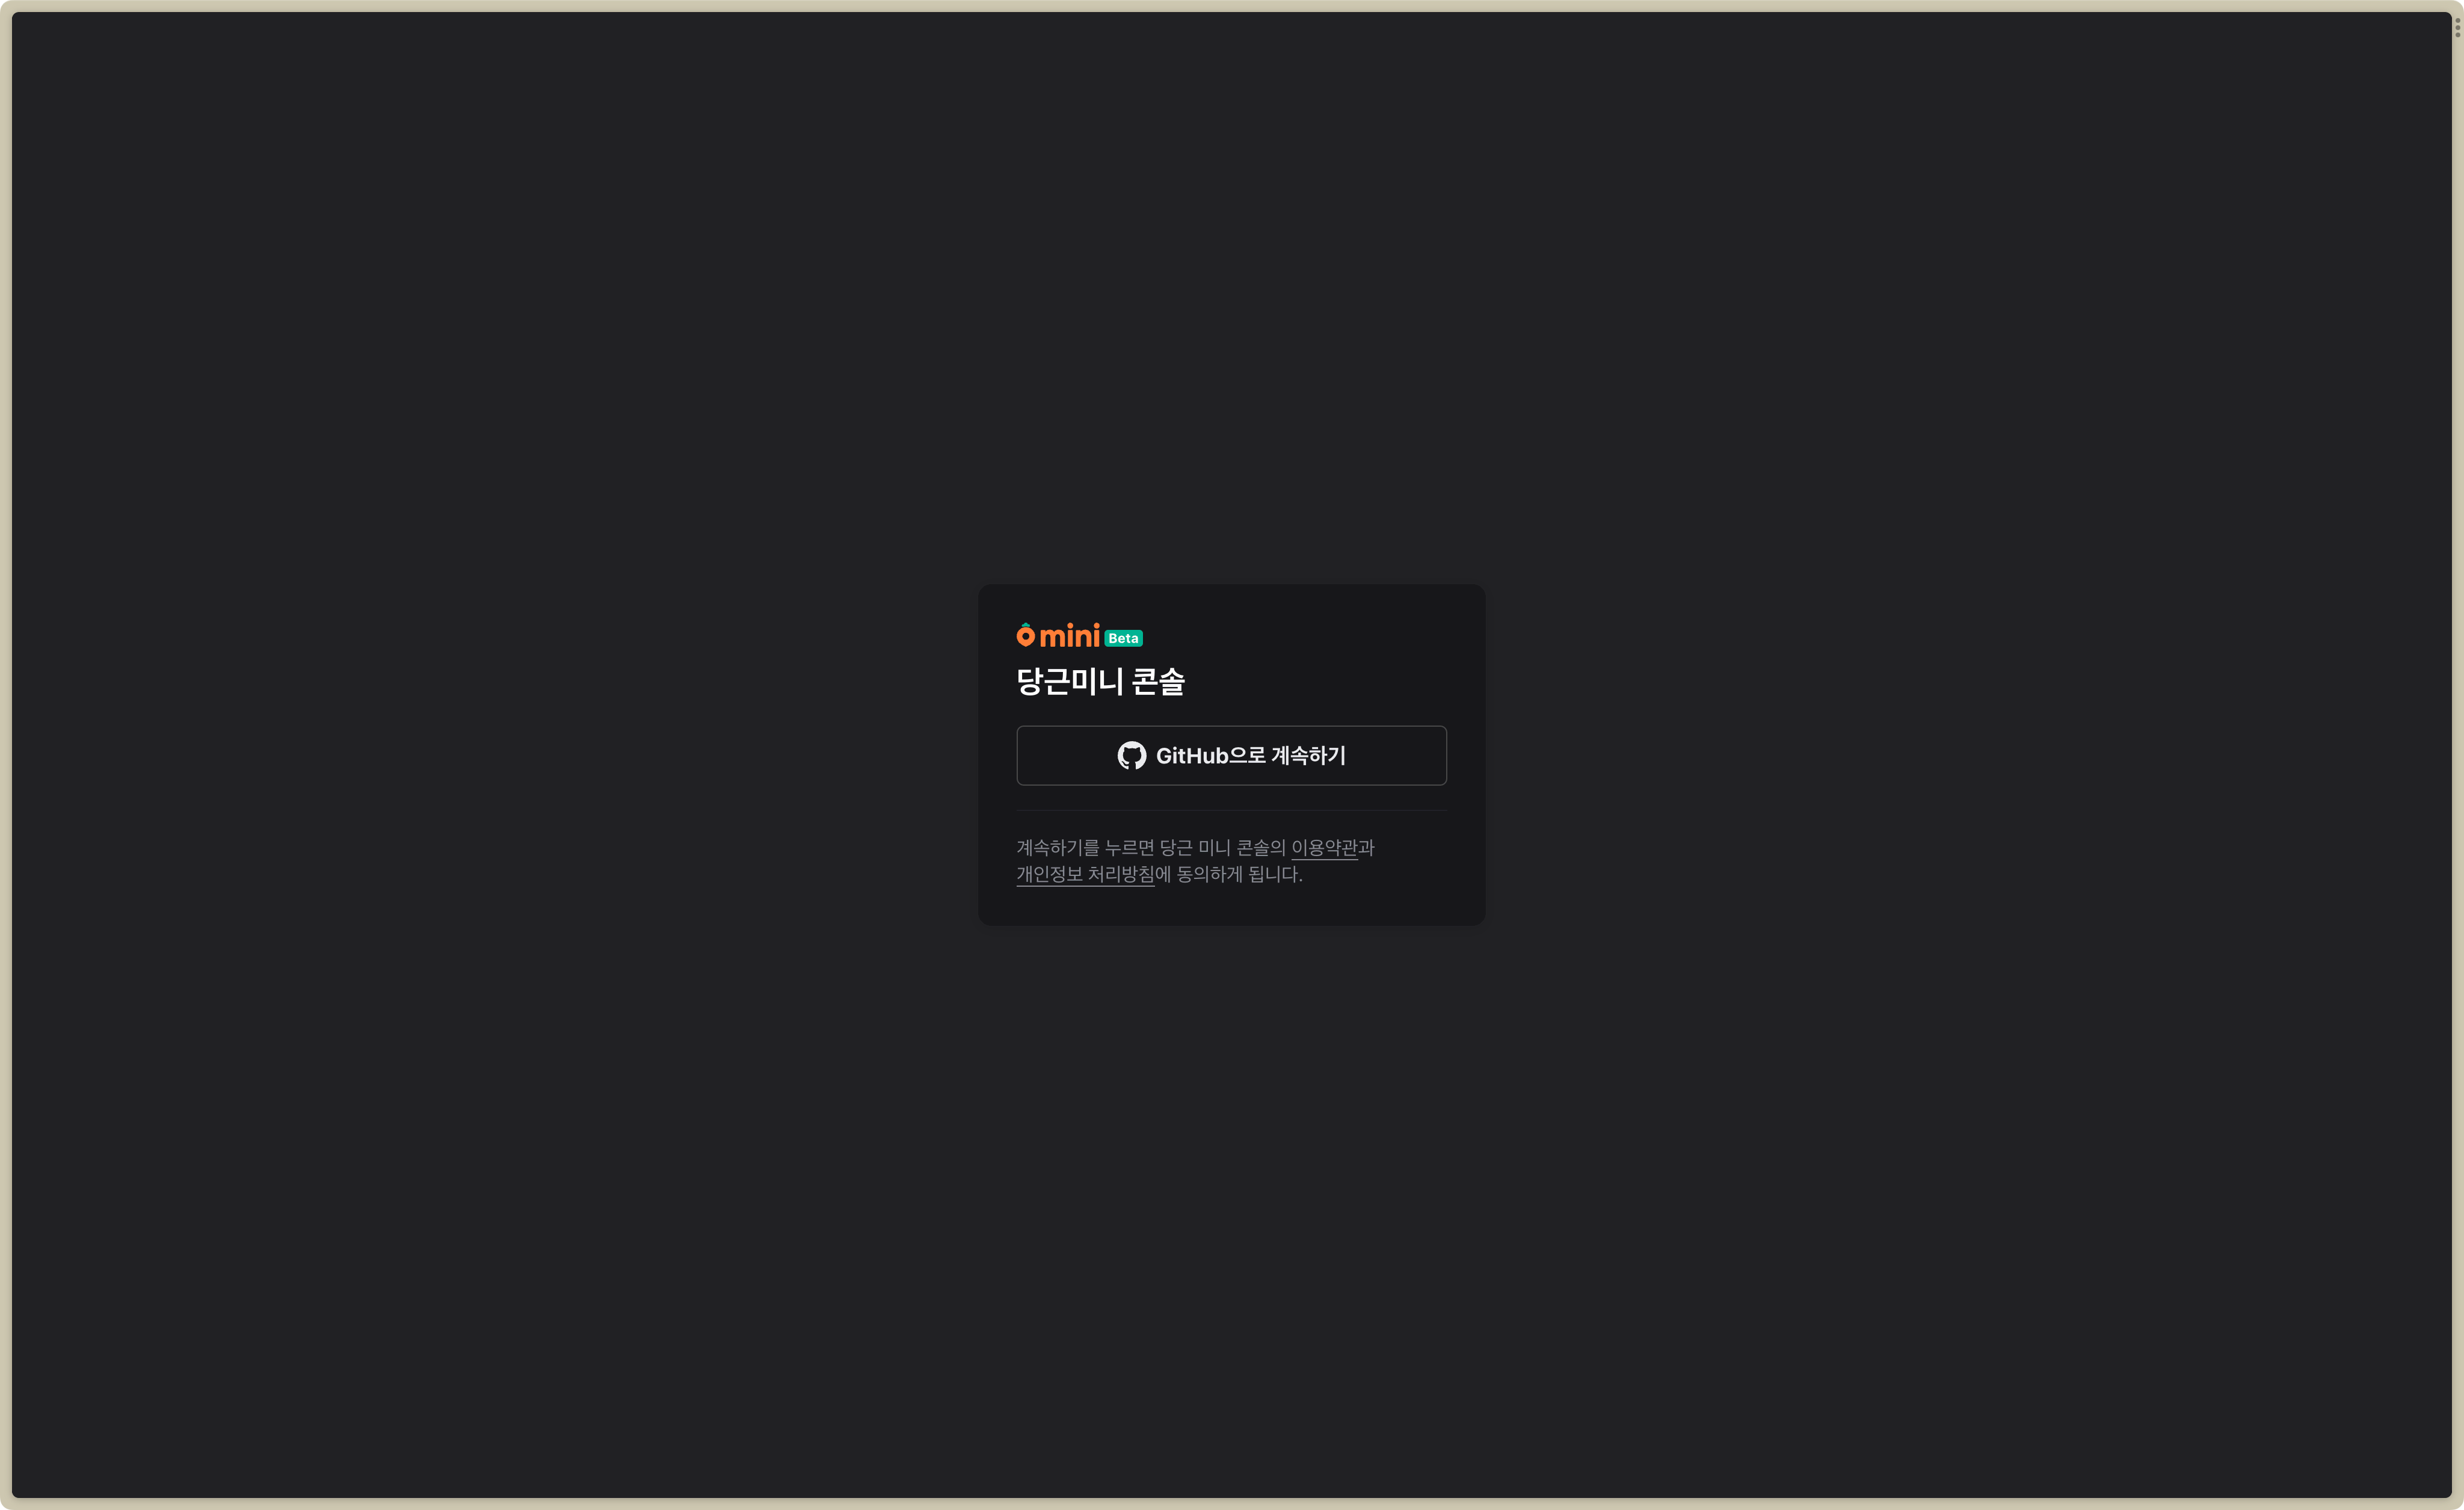 mini Beta
당근미니 콘솔
GitHub으로 계속하기
계속하기를 누르면 당근 미니 콘솔의 이용약관과
개인정보 처리방침에 동의하게 됩니다.